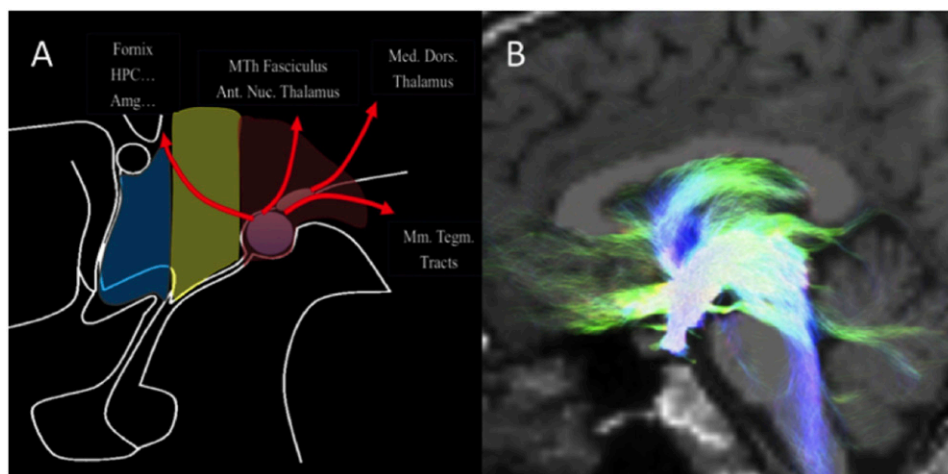 A
Fornix
HPC...
Amg...
MTh Fasciculus
Ant. Nuc. Thalamus
Med. Dors.
Thalamus
Mm. Tegm.
Tracts
B